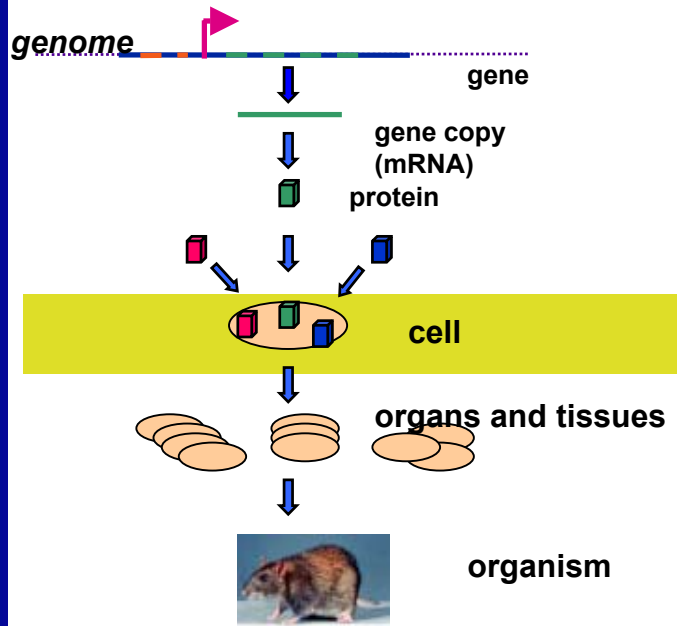 genome
gene
gene copy
(mRNA)
protein
cell
organs and tissues
organism